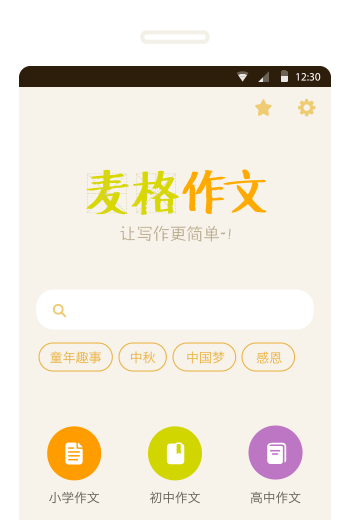 12:30
麦格作文
让写作更简单~!
童年趣事 中秋 中国梦 感恩
小学作文 初中作文 高中作文